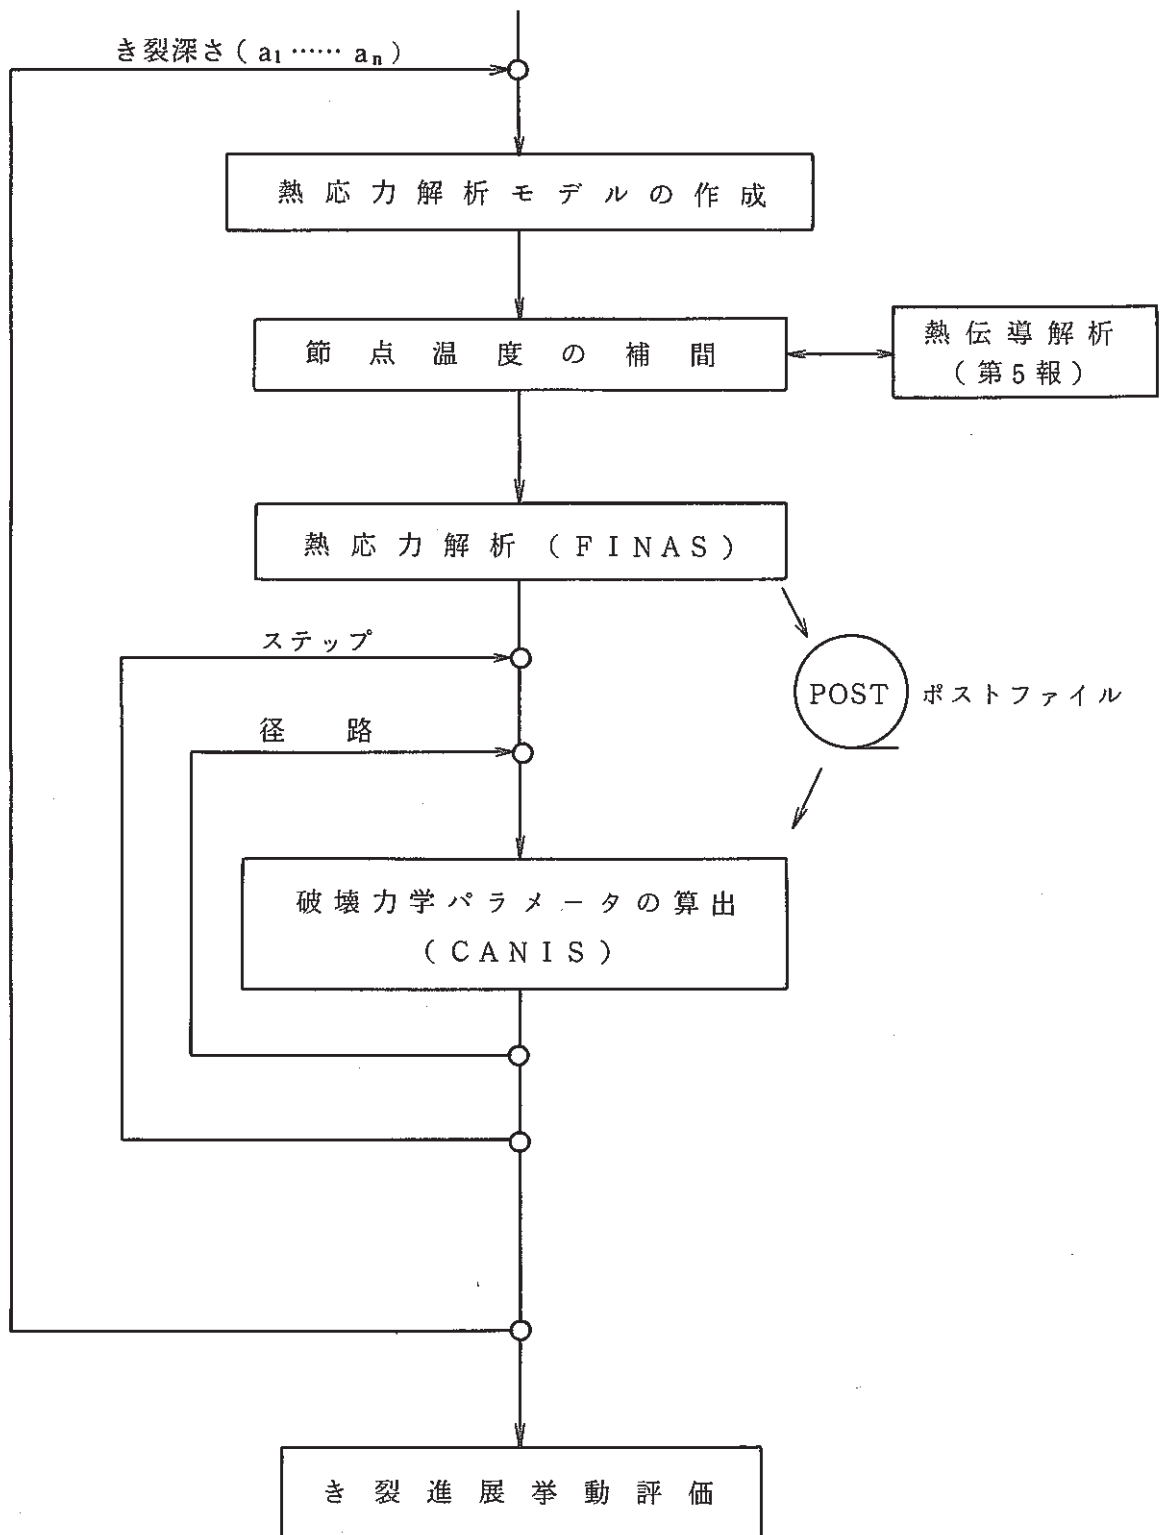 き裂深さ(a₁……aₙ)
熱応力解析モデルの作成
節点温度の補間
熱伝導解析
(第5報)
熱応力解析(FINAS)
ステップ
POST ポストファイル
径路
破壊力学パラメータの算出
(CANIS)
き裂進展挙動評価